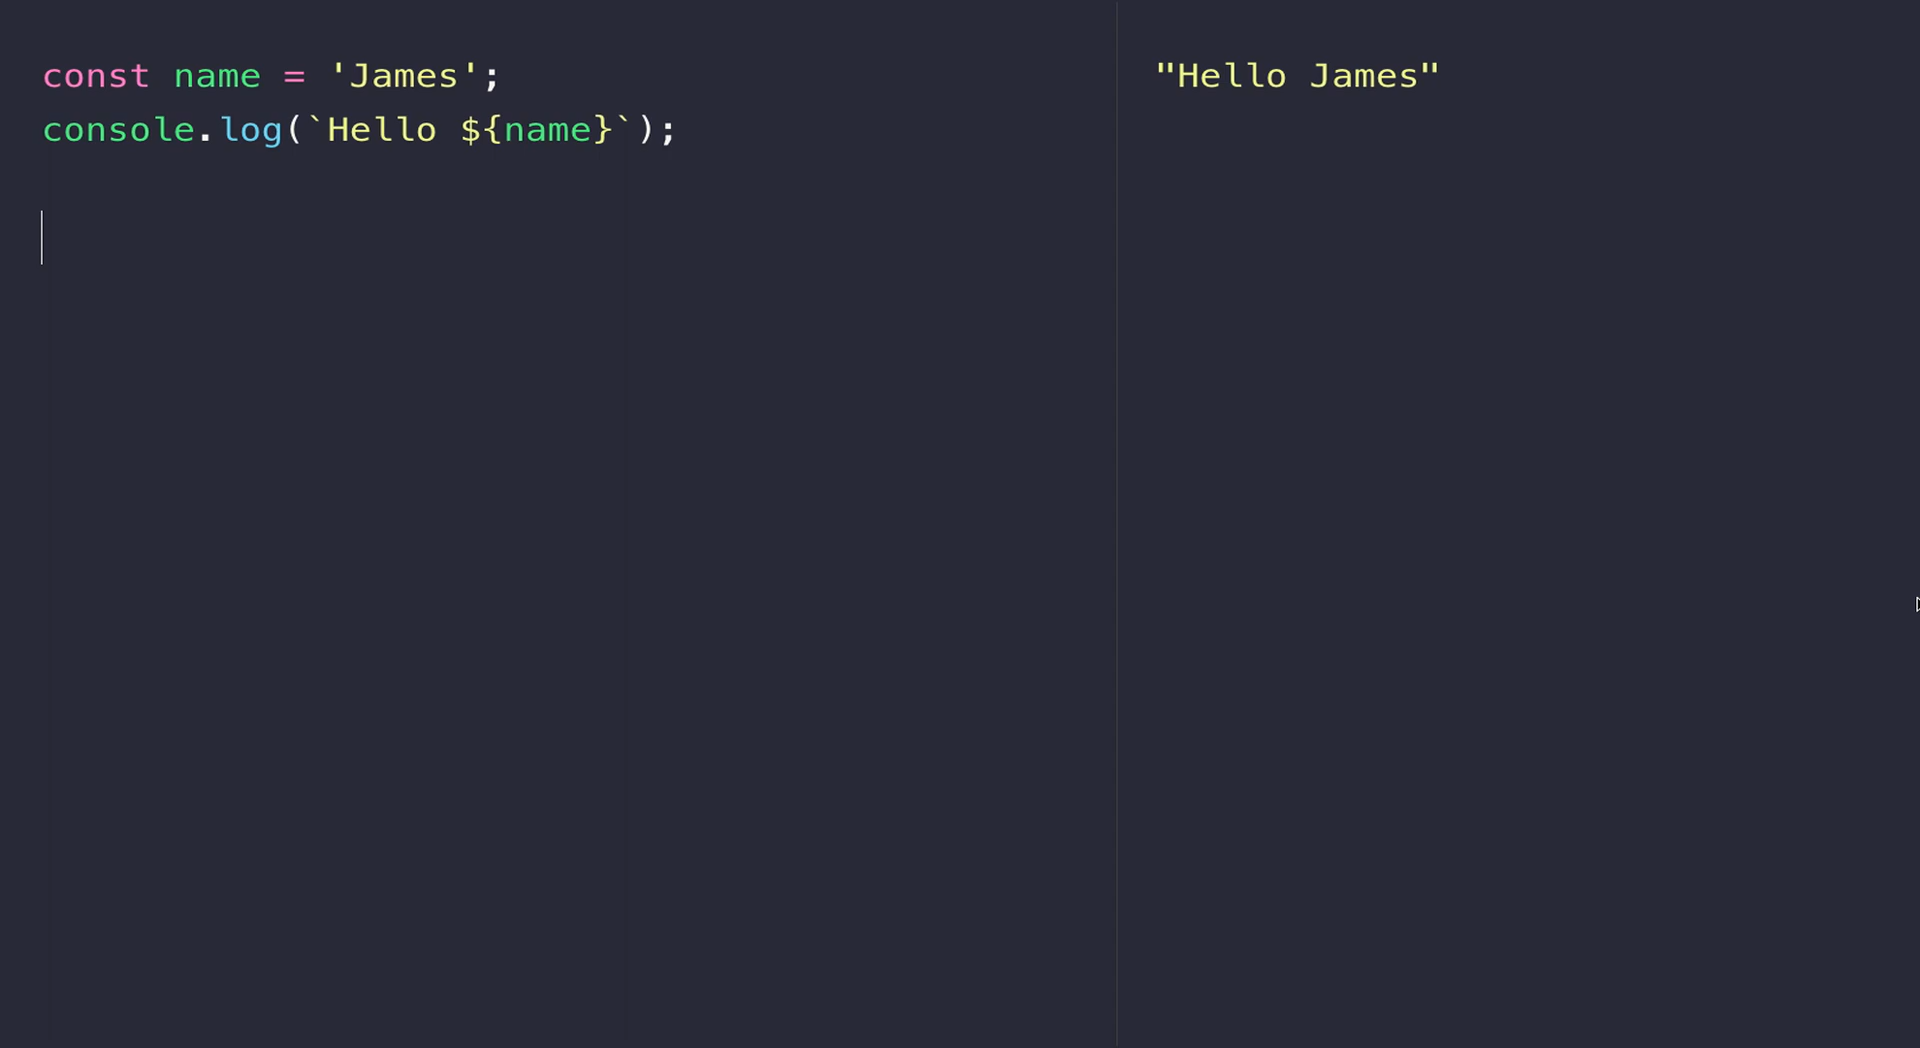 const name = 'James';
console.log(`Hello ${name}`);
"Hello James"